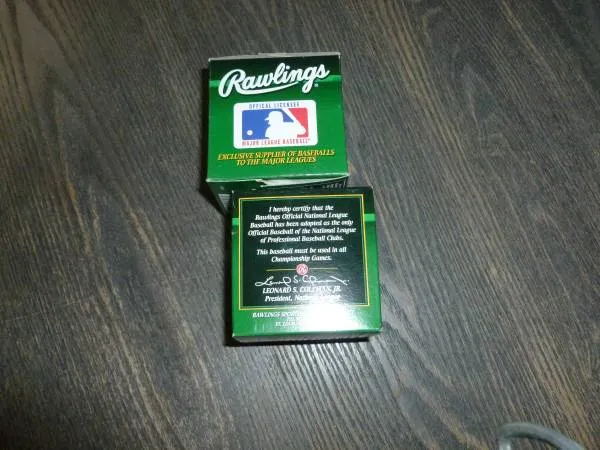 Rawlings
OFFICIAL LICENSEE
MAJOR LEAGUE BASEBALL
EXCLUSIVE SUPPLIER OF BASEBALLS
TO THE MAJOR LEAGUES
I hereby certify that the
Rawlings Official National League
Baseball has been adopted as the only
Official Baseball of the National League
of Professional Baseball Clubs.
This baseball must be used in all
Championship Games.
LEONARD S. COLEMAN, JR.
President, National League
RAWLINGS